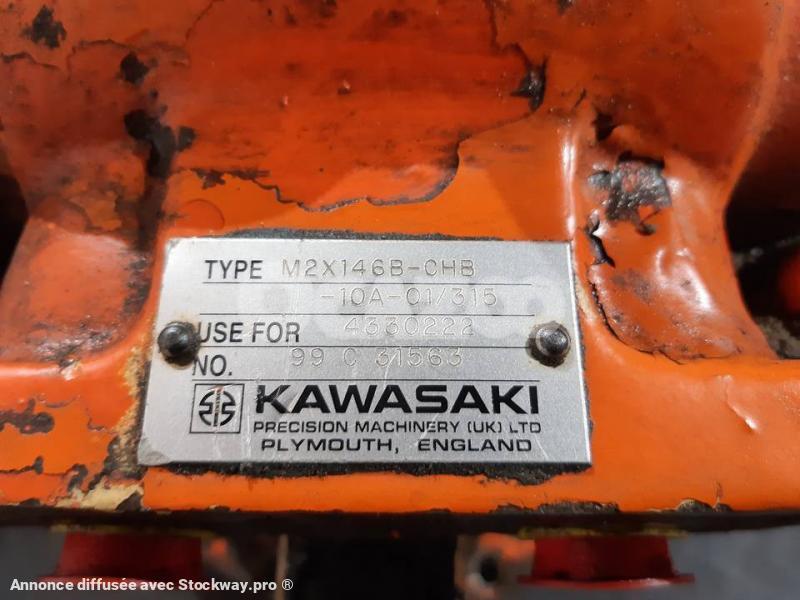 TYPE M2X146B-CHB
-10A-01/315
USE FOR 4330222
NO. 99 C 31563
KAWASAKI
PRECISION MACHINERY (UK) LTD
PLYMOUTH, ENGLAND
Annonce diffusée avec Stockway.pro ®